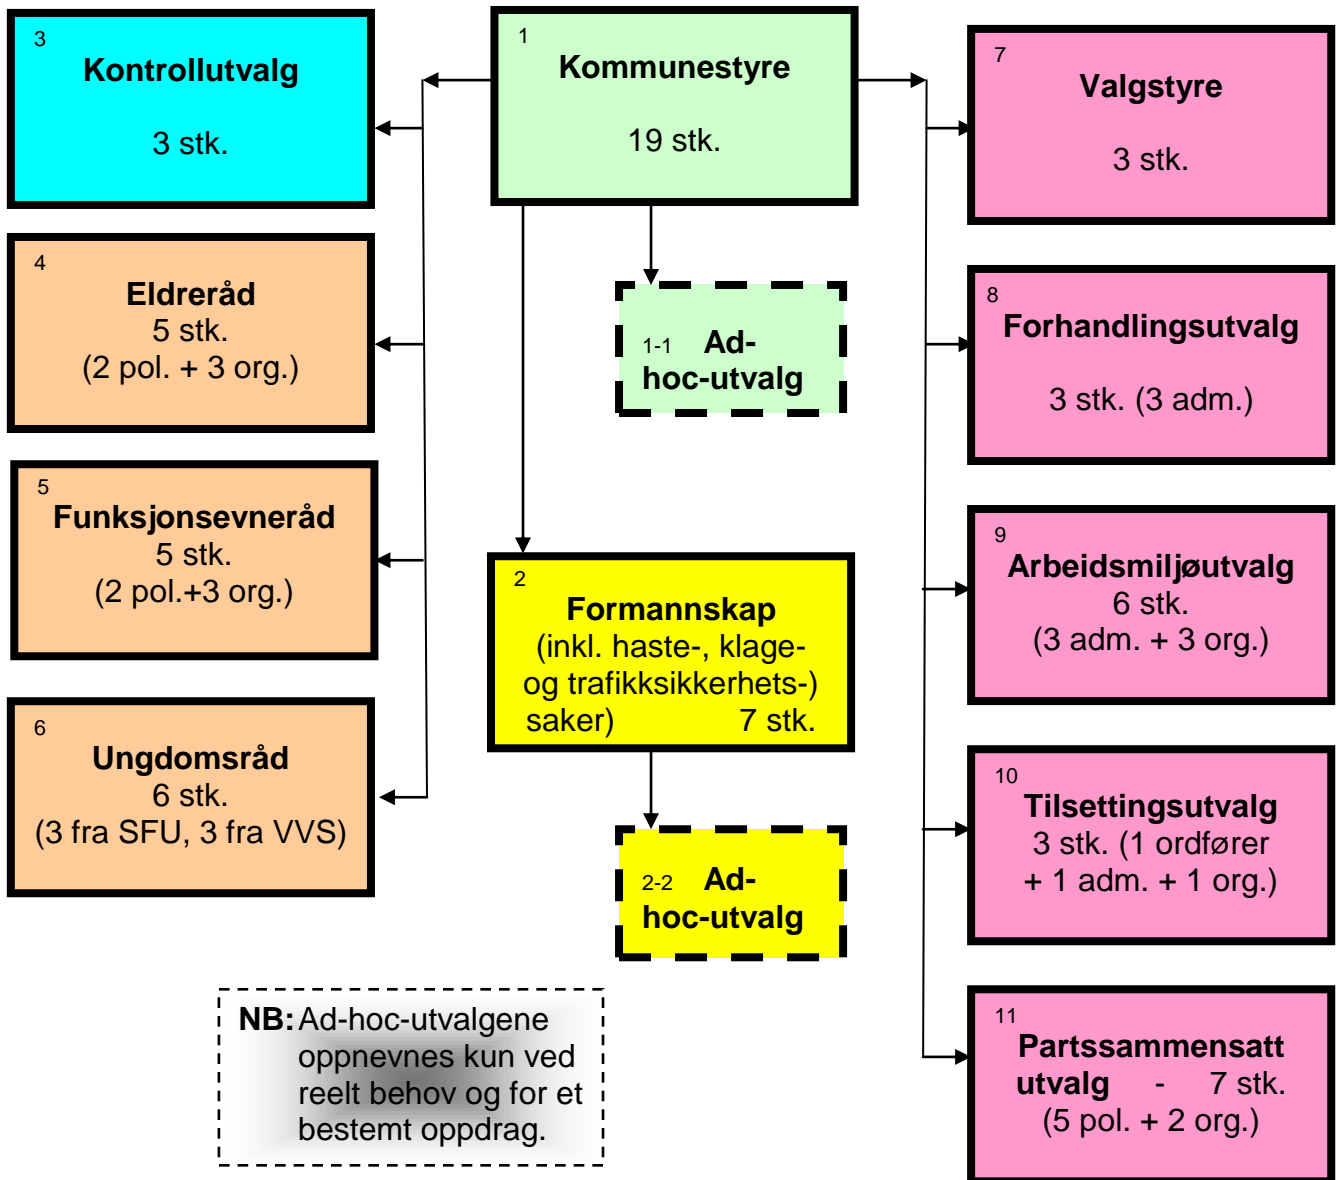 3
Kontrollutvalg
3 stk.
4
Eldreråd
5 stk.
(2 pol. + 3 org.)
5
Funksjonsevneråd
5 stk.
(2 pol.+3 org.)
6
Ungdomsråd
6 stk.
(3 fra SFU, 3 fra VVS)
1
Kommunestyre
19 stk.
1-1 Ad-
hoc-utvalg
2
Formannskap
(inkl. haste-, klage-
og trafikksikkerhets-)
saker) 7 stk.
2-2 Ad-
hoc-utvalg
NB: Ad-hoc-utvalgene
oppnevnes kun ved
reelt behov og for et
bestemt oppdrag.
7
Valgstyre
3 stk.
8
Forhandlingsutvalg
3 stk. (3 adm.)
9
Arbeidsmiljøutvalg
6 stk.
(3 adm. + 3 org.)
10
Tilsettingsutvalg
3 stk. (1 ordfører
+ 1 adm. + 1 org.)
11
Partssammensatt
utvalg - 7 stk.
(5 pol. + 2 org.)